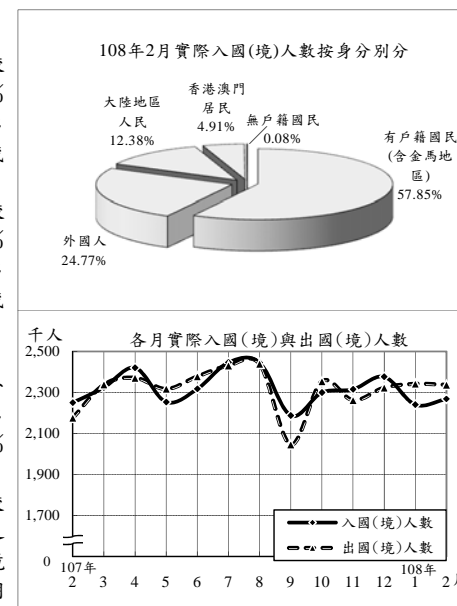 108年2月實際入國(境)人數按身分別分
香港澳門
居民
4.91%
無戶籍國民
0.08%
大陸地區
人民
12.38%
有戶籍國民
(含金馬地
區)
57.85%
外國人
24.77%
千人
各月實際入國(境)與出國(境)人數
2,500
2,300
2,100
1,900
1,700
0
入國(境)人數
出國(境)人數
107年
108年
2 3 4 5 6 7 8 9 10 11 12 1 2月